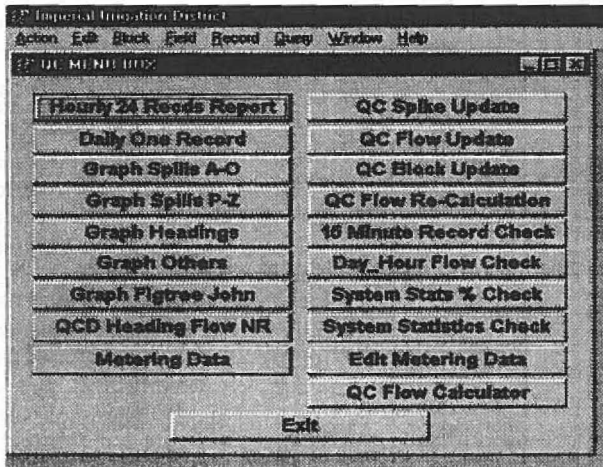 Imperial Irrigation District
Action Edit Block Field Record Query Window Help
QC MENU BOX
Hourly 24 Reads Report
Daily One Record
Graph Spills A-O
Graph Spills P-Z
Graph Headings
Graph Others
Graph Figtree John
QCD Heading Flow NR
Metering Data
QC Spike Update
QC Flow Update
QC Block Update
QC Flow Re-Calculation
15 Minute Record Check
Day_Hour Flow Check
System Stats % Check
System Statistics Check
Edit Metering Data
QC Flow Calculator
Exit